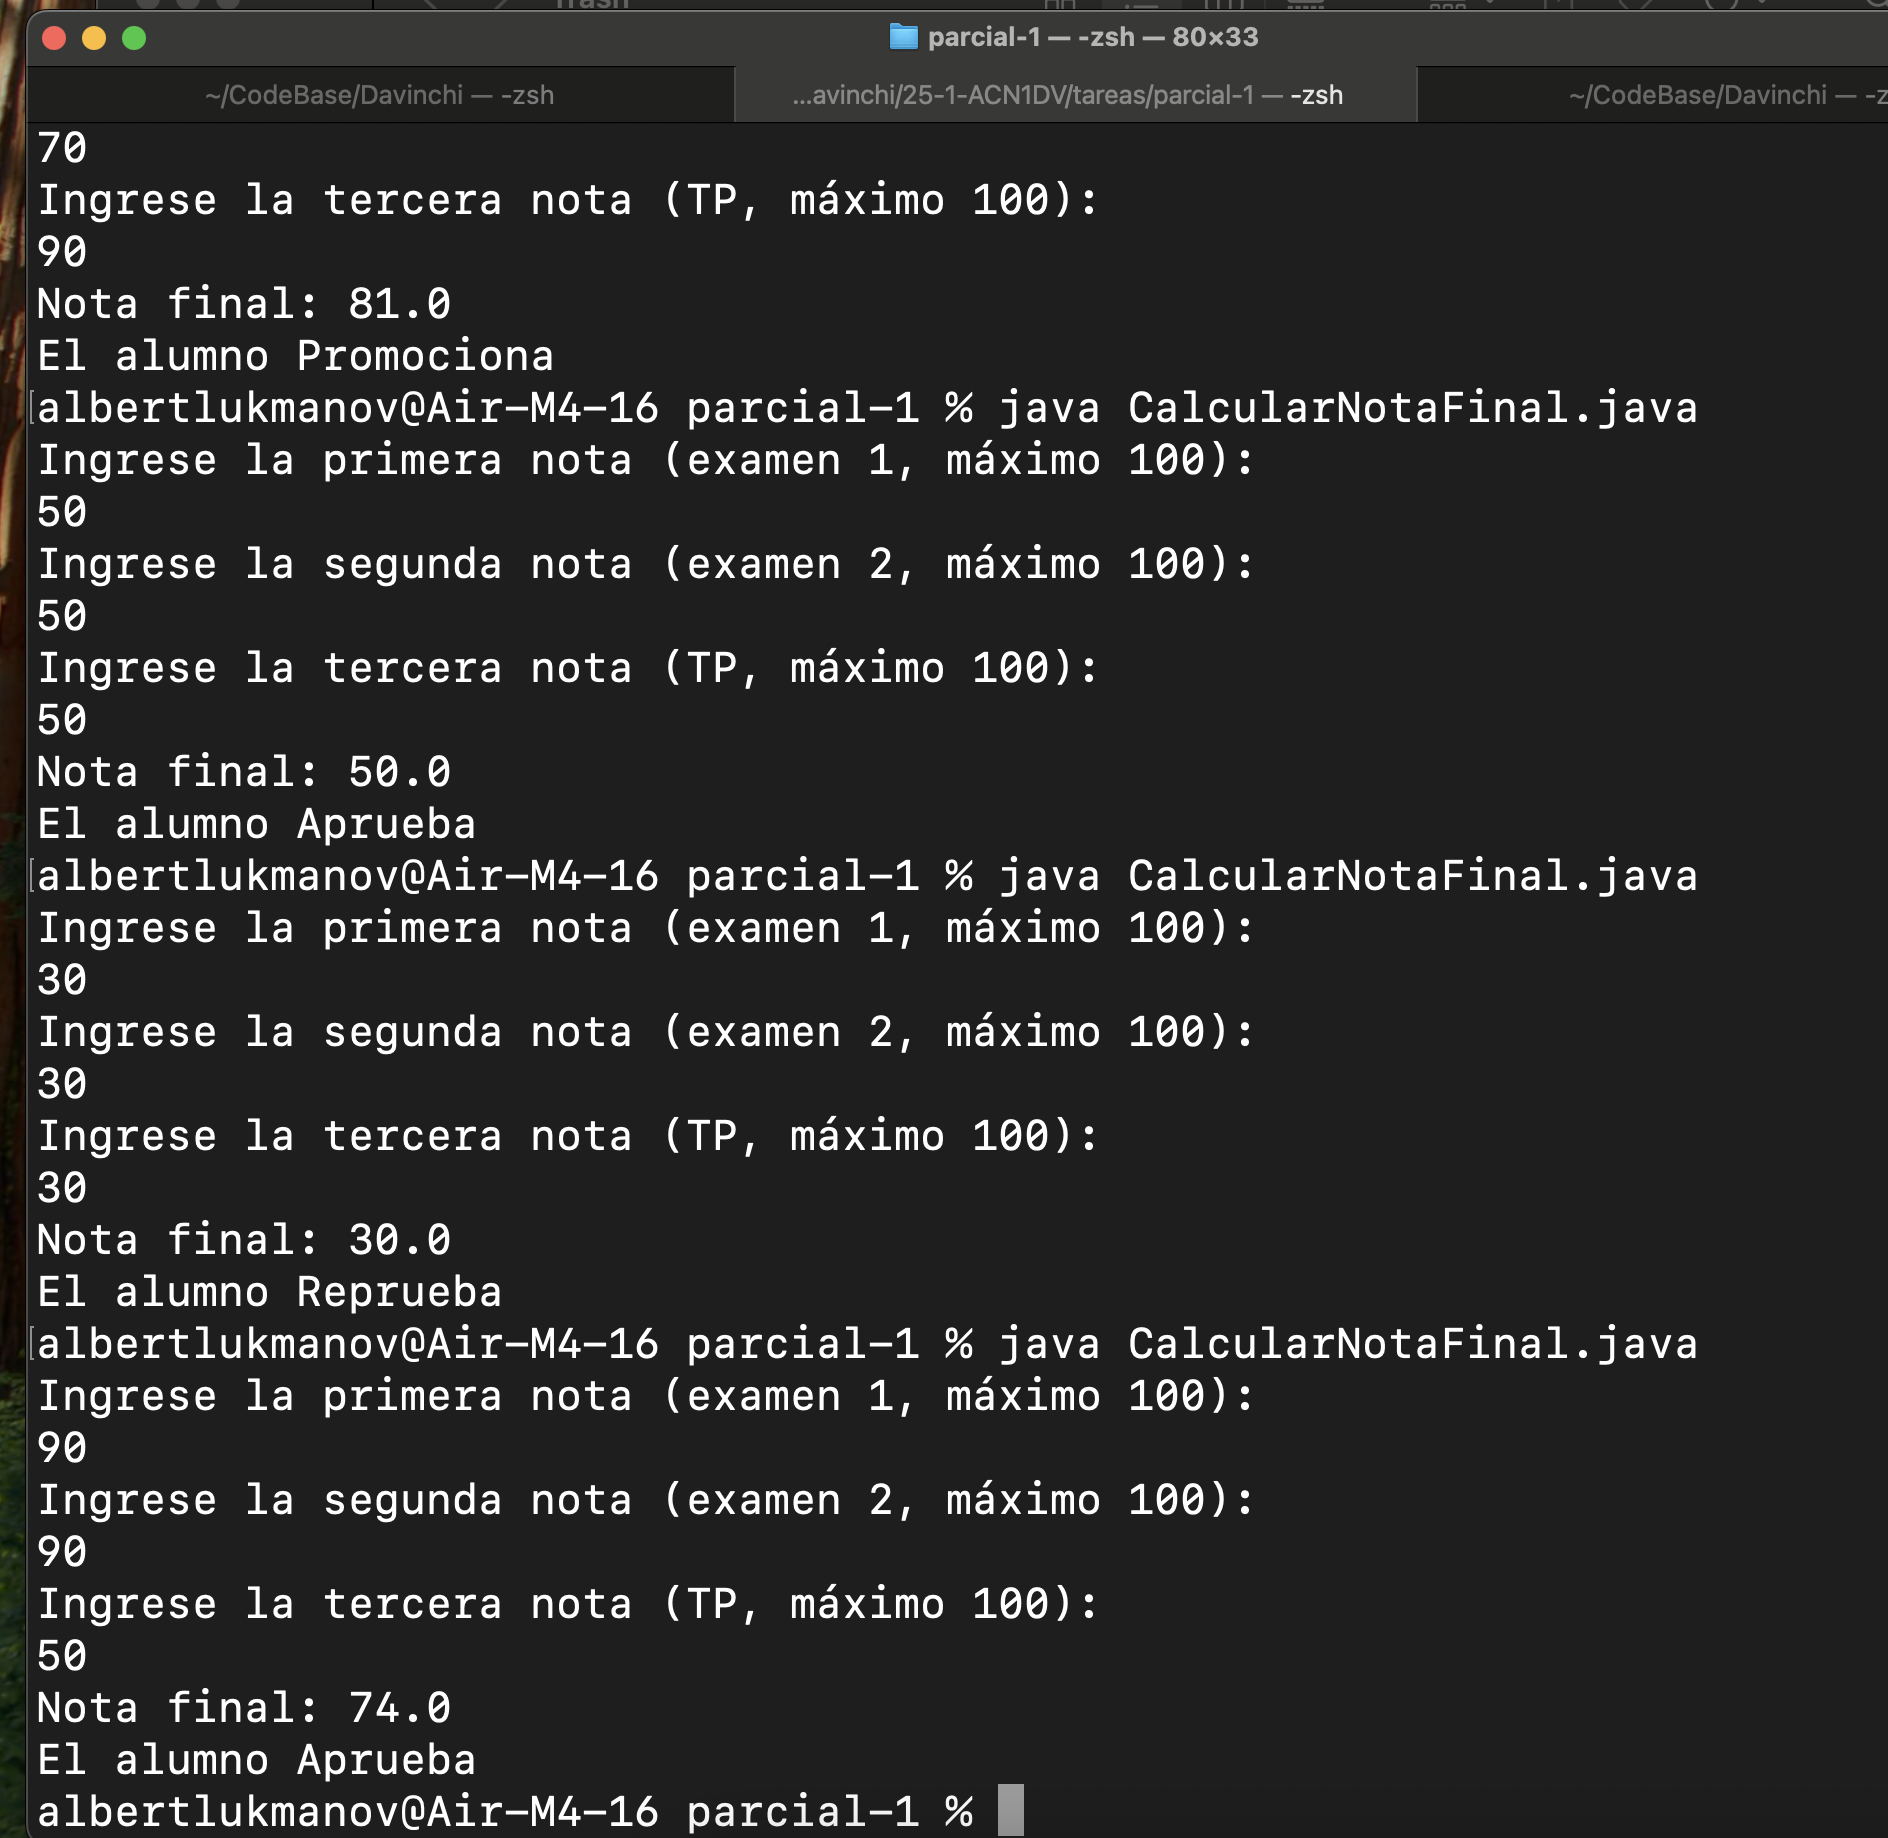 parcial-1 — -zsh — 80×33
~/CodeBase/Davinchi — -zsh ...avinchi/25-1-ACN1DV/tareas/parcial-1 — -zsh ~/CodeBase/Davinchi — -z
70
Ingrese la tercera nota (TP, máximo 100):
90
Nota final: 81.0
El alumno Promociona
albertlukmanov@Air-M4-16 parcial-1 % java CalcularNotaFinal.java
Ingrese la primera nota (examen 1, máximo 100):
50
Ingrese la segunda nota (examen 2, máximo 100):
50
Ingrese la tercera nota (TP, máximo 100):
50
Nota final: 50.0
El alumno Aprueba
albertlukmanov@Air-M4-16 parcial-1 % java CalcularNotaFinal.java
Ingrese la primera nota (examen 1, máximo 100):
30
Ingrese la segunda nota (examen 2, máximo 100):
30
Ingrese la tercera nota (TP, máximo 100):
30
Nota final: 30.0
El alumno Reprueba
albertlukmanov@Air-M4-16 parcial-1 % java CalcularNotaFinal.java
Ingrese la primera nota (examen 1, máximo 100):
90
Ingrese la segunda nota (examen 2, máximo 100):
90
Ingrese la tercera nota (TP, máximo 100):
50
Nota final: 74.0
El alumno Aprueba
albertlukmanov@Air-M4-16 parcial-1 %